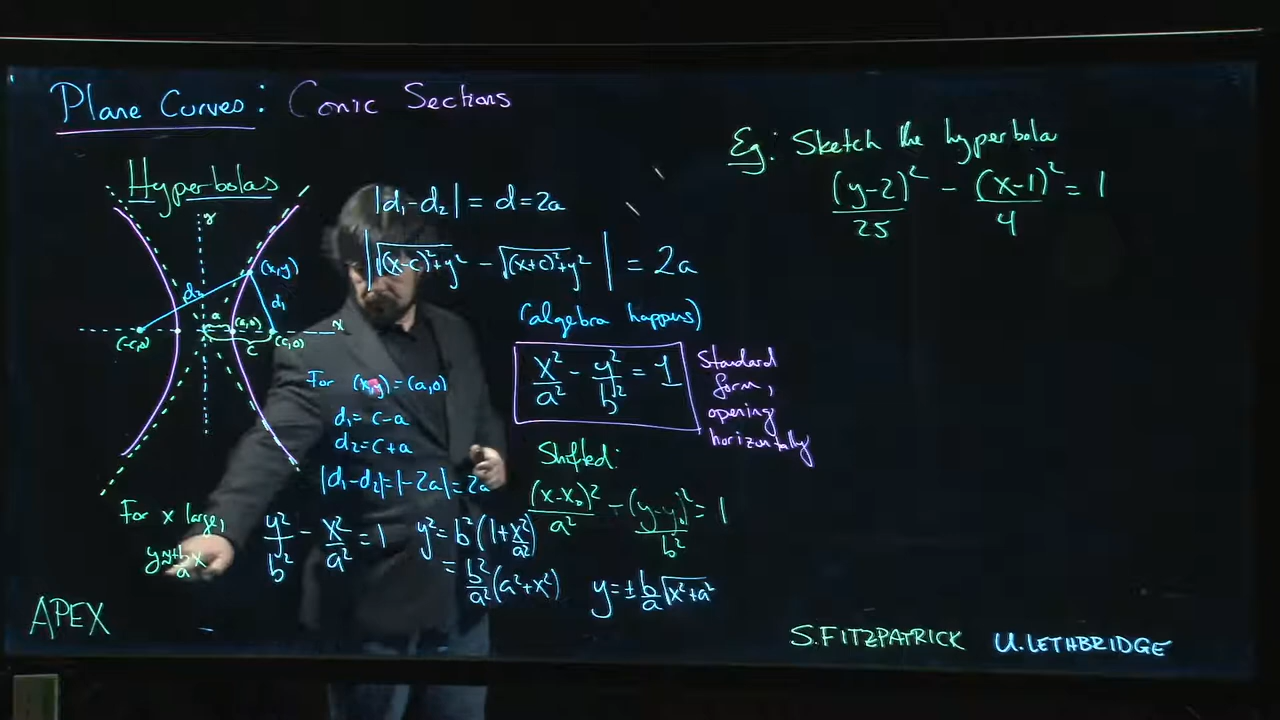 Plane Curves: Conic Sections
Hyperbolas
y
(x,y)
d₂
d₁
a
(a,0)
x
(-c,0)
c
(c,0)
|d₁-d₂| = d = 2a
|√(x-c)²+y² - √(x+c)²+y²| = 2a
(algebra happens)
x²/a² - y²/b² = 1
Standard
form,
opening
horizontally
For (x,y) = (a,0)
d₁ = c-a
d₂ = c+a
|d₁-d₂| = |-2a| = 2a
Shifted:
(x-x₀)²/a² - (y-y₀)²/b² = 1
For x large,
y≈±b/a x
y²/b² - x²/a² = 1
y² = b²(1+x²/a²)
= b²/a²(a²+x²)
y = ±b/a√x²+a²
Eg: Sketch the hyperbola
(y-2)²/25 - (x-1)²/4 = 1
APEX
S.FITZPATRICK U.LETHBRIDGE